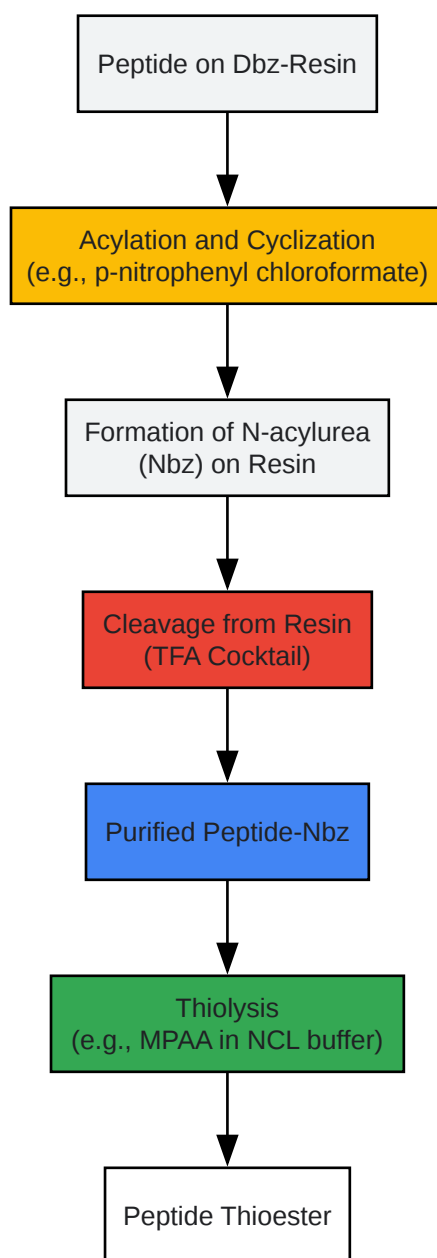 Peptide on Dbz-Resin
Acylation and Cyclization
(e.g., p-nitrophenyl chloroformate)
Formation of N-acylurea
(Nbz) on Resin
Cleavage from Resin
(TFA Cocktail)
Purified Peptide-Nbz
Thiolysis
(e.g., MPAA in NCL buffer)
Peptide Thioester